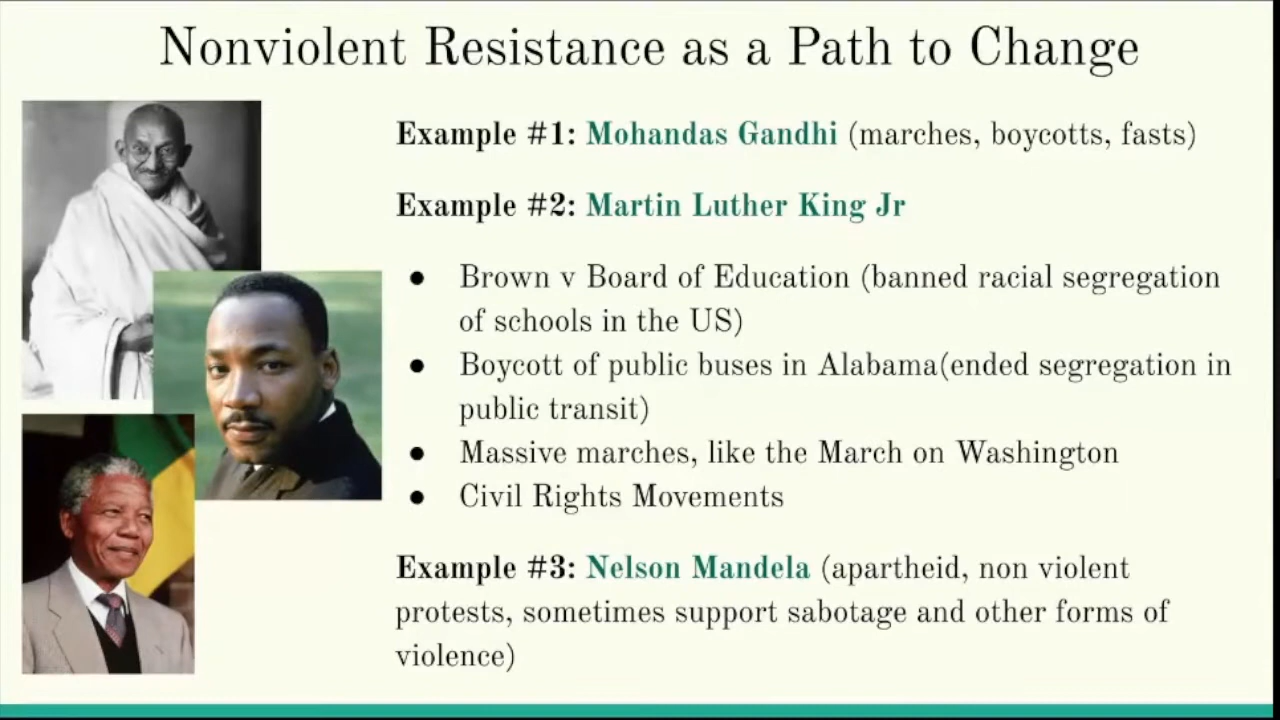 Nonviolent Resistance as a Path to Change
Example #1: Mohandas Gandhi (marches, boycotts, fasts)
Example #2: Martin Luther King Jr
● Brown v Board of Education (banned racial segregation
of schools in the US)
● Boycott of public buses in Alabama(ended segregation in
public transit)
● Massive marches, like the March on Washington
● Civil Rights Movements
Example #3: Nelson Mandela (apartheid, non violent
protests, sometimes support sabotage and other forms of
violence)